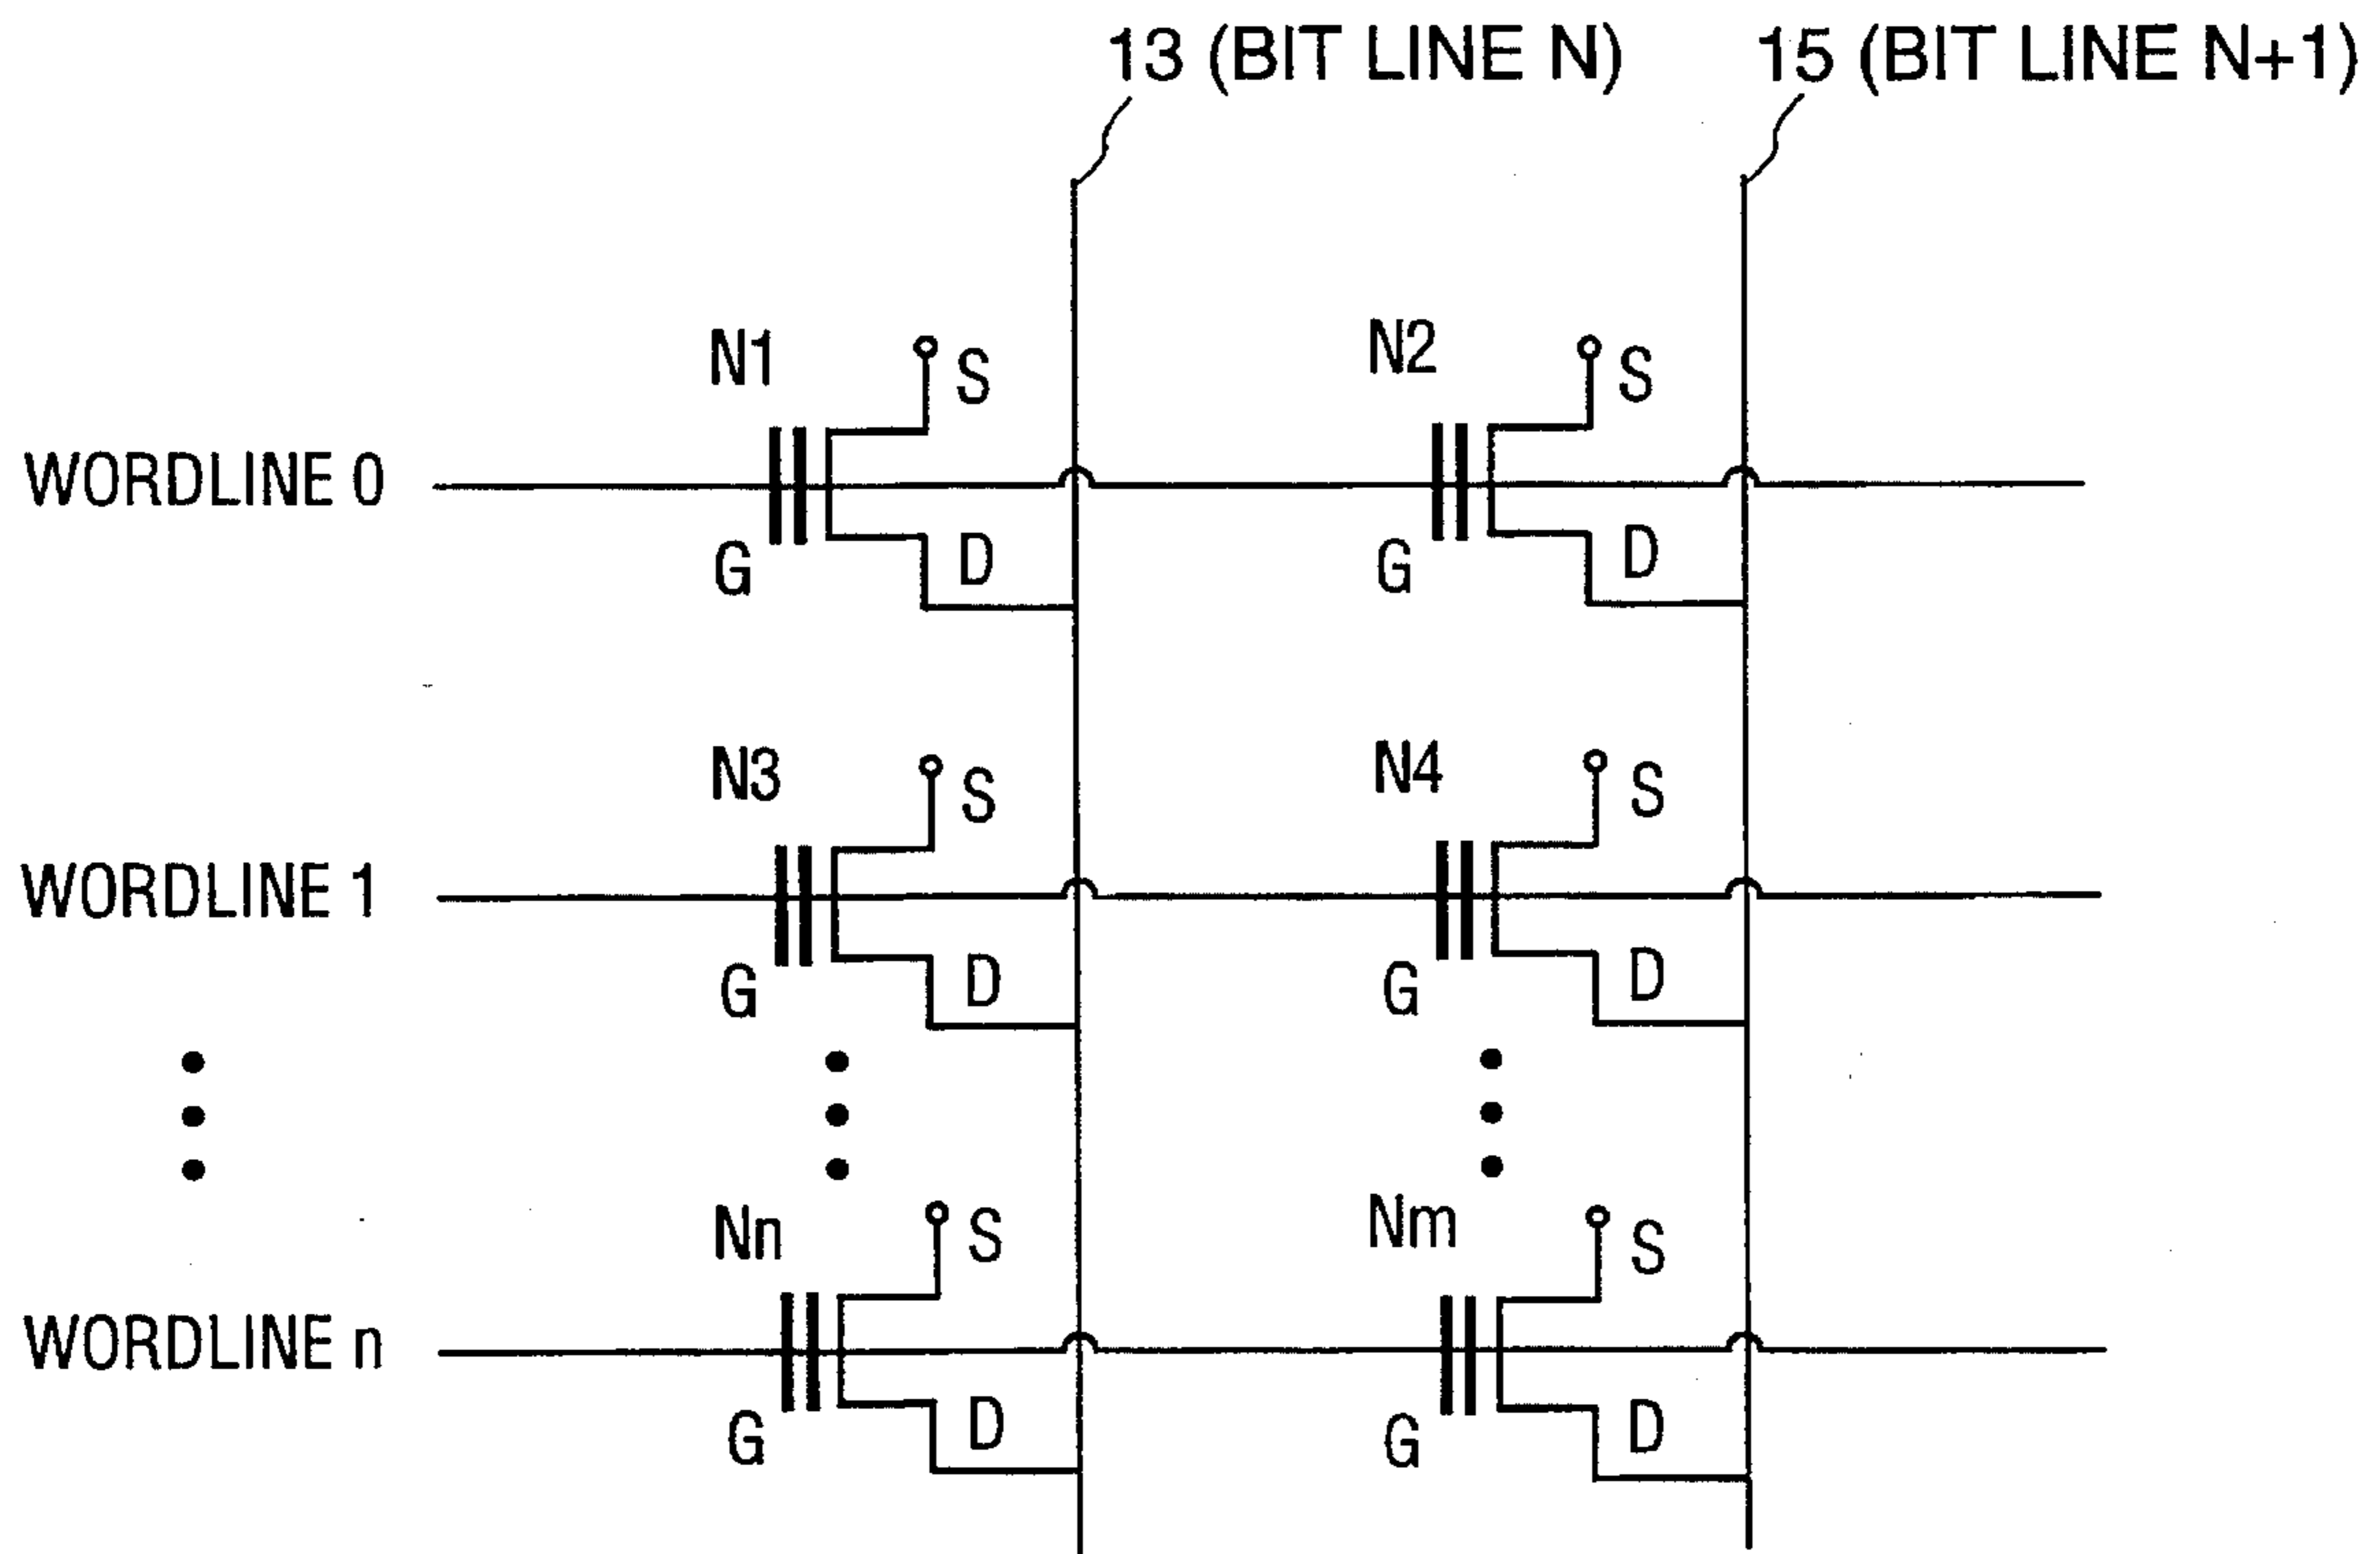 13 (BIT LINE N) 15 (BIT LINE N+1)
N1 S N2 S
WORDLINE 0
G D G D
N3 S N4 S
WORDLINE 1
G D G D
Nn S Nm S
WORDLINE n
G D G D